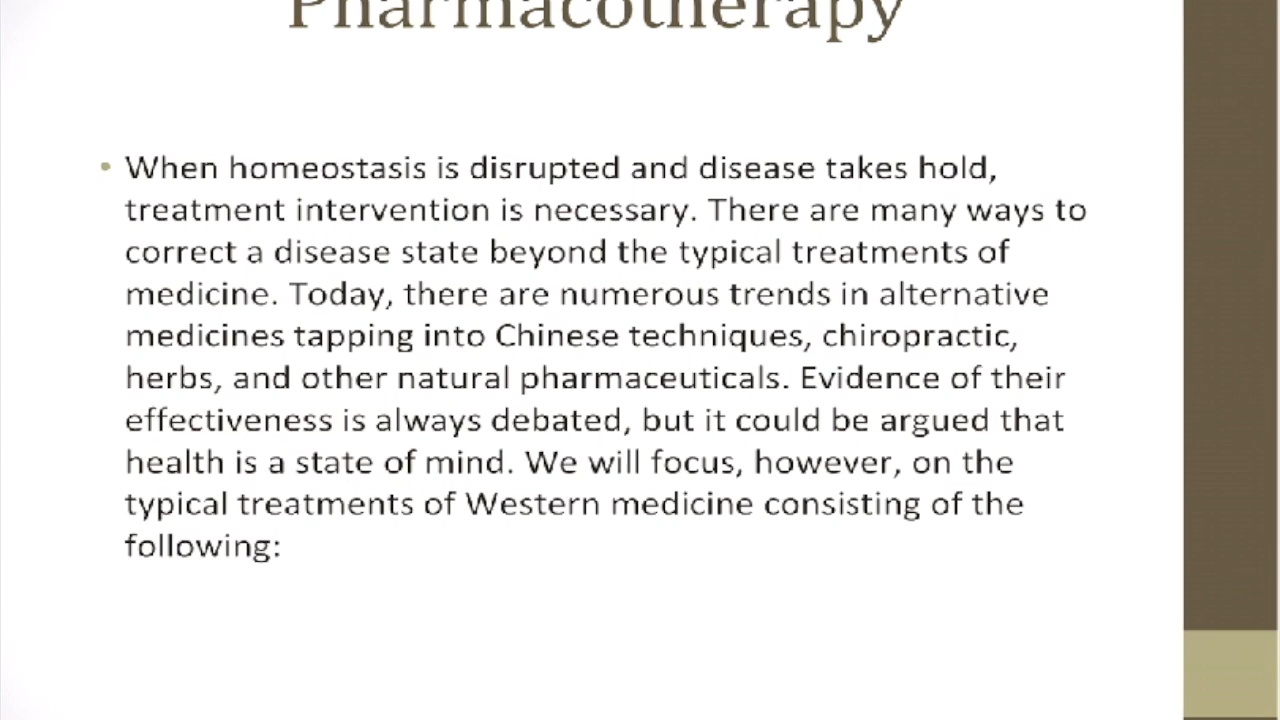 Pharmacotherapy
• When homeostasis is disrupted and disease takes hold,
treatment intervention is necessary. There are many ways to
correct a disease state beyond the typical treatments of
medicine. Today, there are numerous trends in alternative
medicines tapping into Chinese techniques, chiropractic,
herbs, and other natural pharmaceuticals. Evidence of their
effectiveness is always debated, but it could be argued that
health is a state of mind. We will focus, however, on the
typical treatments of Western medicine consisting of the
following: